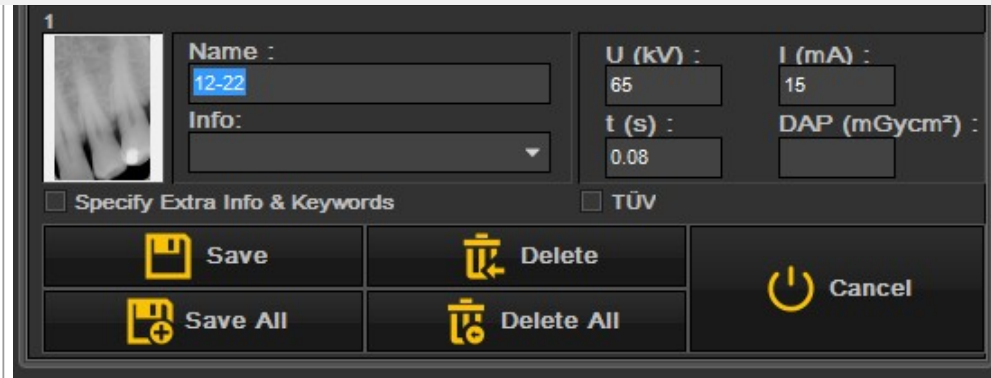 1
Name :
12-22
Info:
U (kV) :
65
I (mA) :
15
t (s) :
0.08
DAP (mGycm²) :
Specify Extra Info & Keywords
TÜV
Save
Delete
Cancel
Save All
Delete All